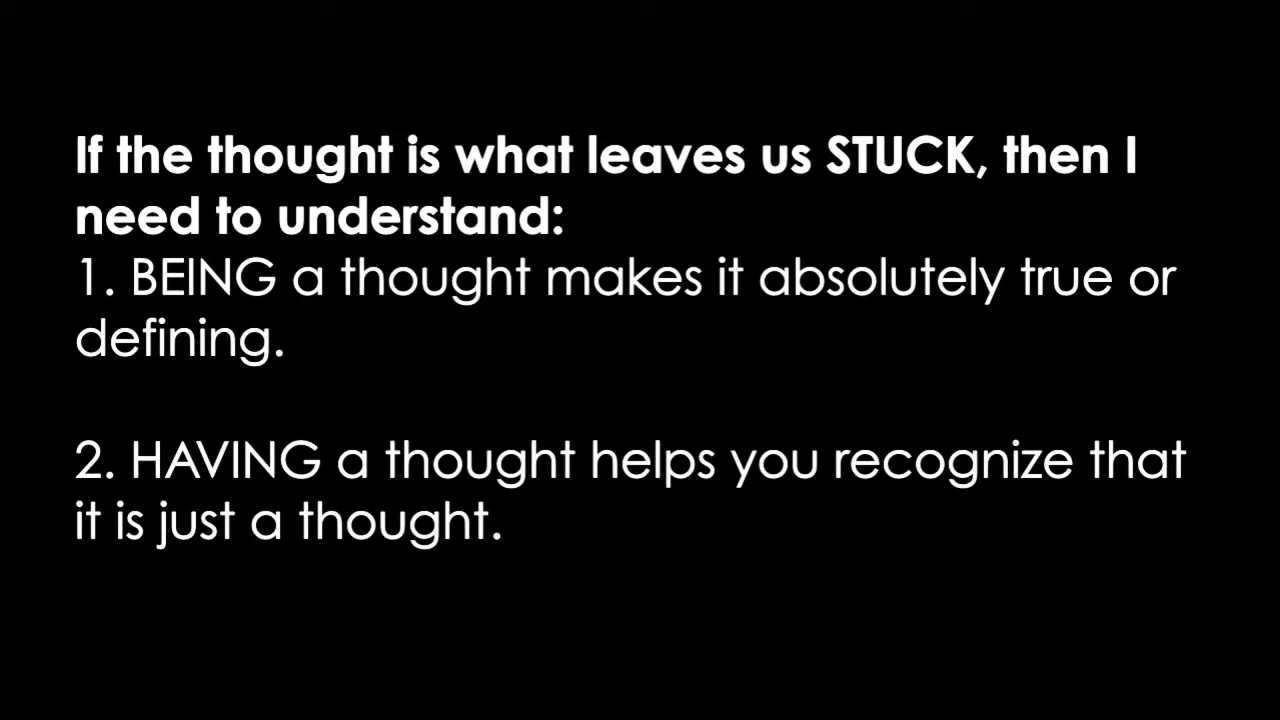 If the thought is what leaves us STUCK, then I
need to understand:
1. BEING a thought makes it absolutely true or
defining.
2. HAVING a thought helps you recognize that
it is just a thought.